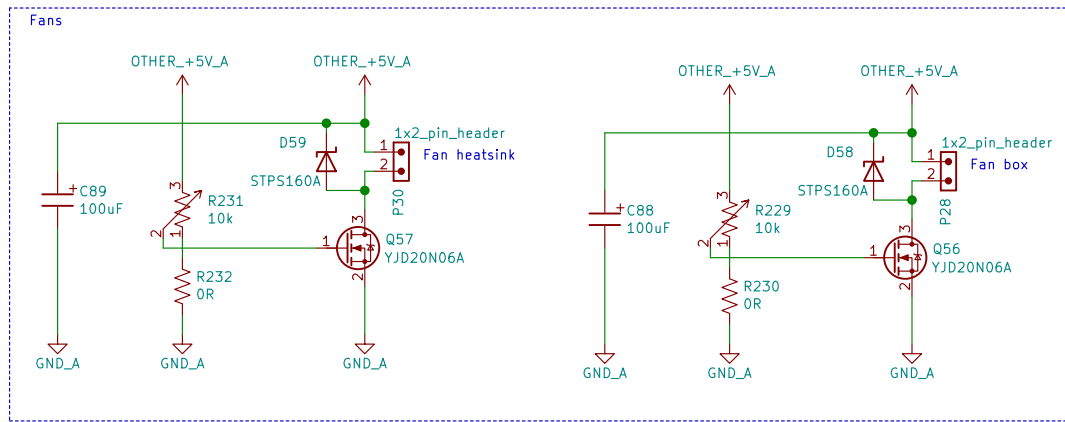 Fans
OTHER_+5V_A
OTHER_+5V_A
D59
1x2_pin_header
1
2
Fan heatsink
STPS160A
P30
C89
100uF
3
R231
10k
2
1
3
1
Q57
YJD20N06A
2
R232
0R
GND_A
GND_A
GND_A
OTHER_+5V_A
OTHER_+5V_A
D58
1x2_pin_header
1
2
Fan box
STPS160A
P28
C88
100uF
3
R229
10k
2
1
3
1
Q56
YJD20N06A
2
R230
0R
GND_A
GND_A
GND_A